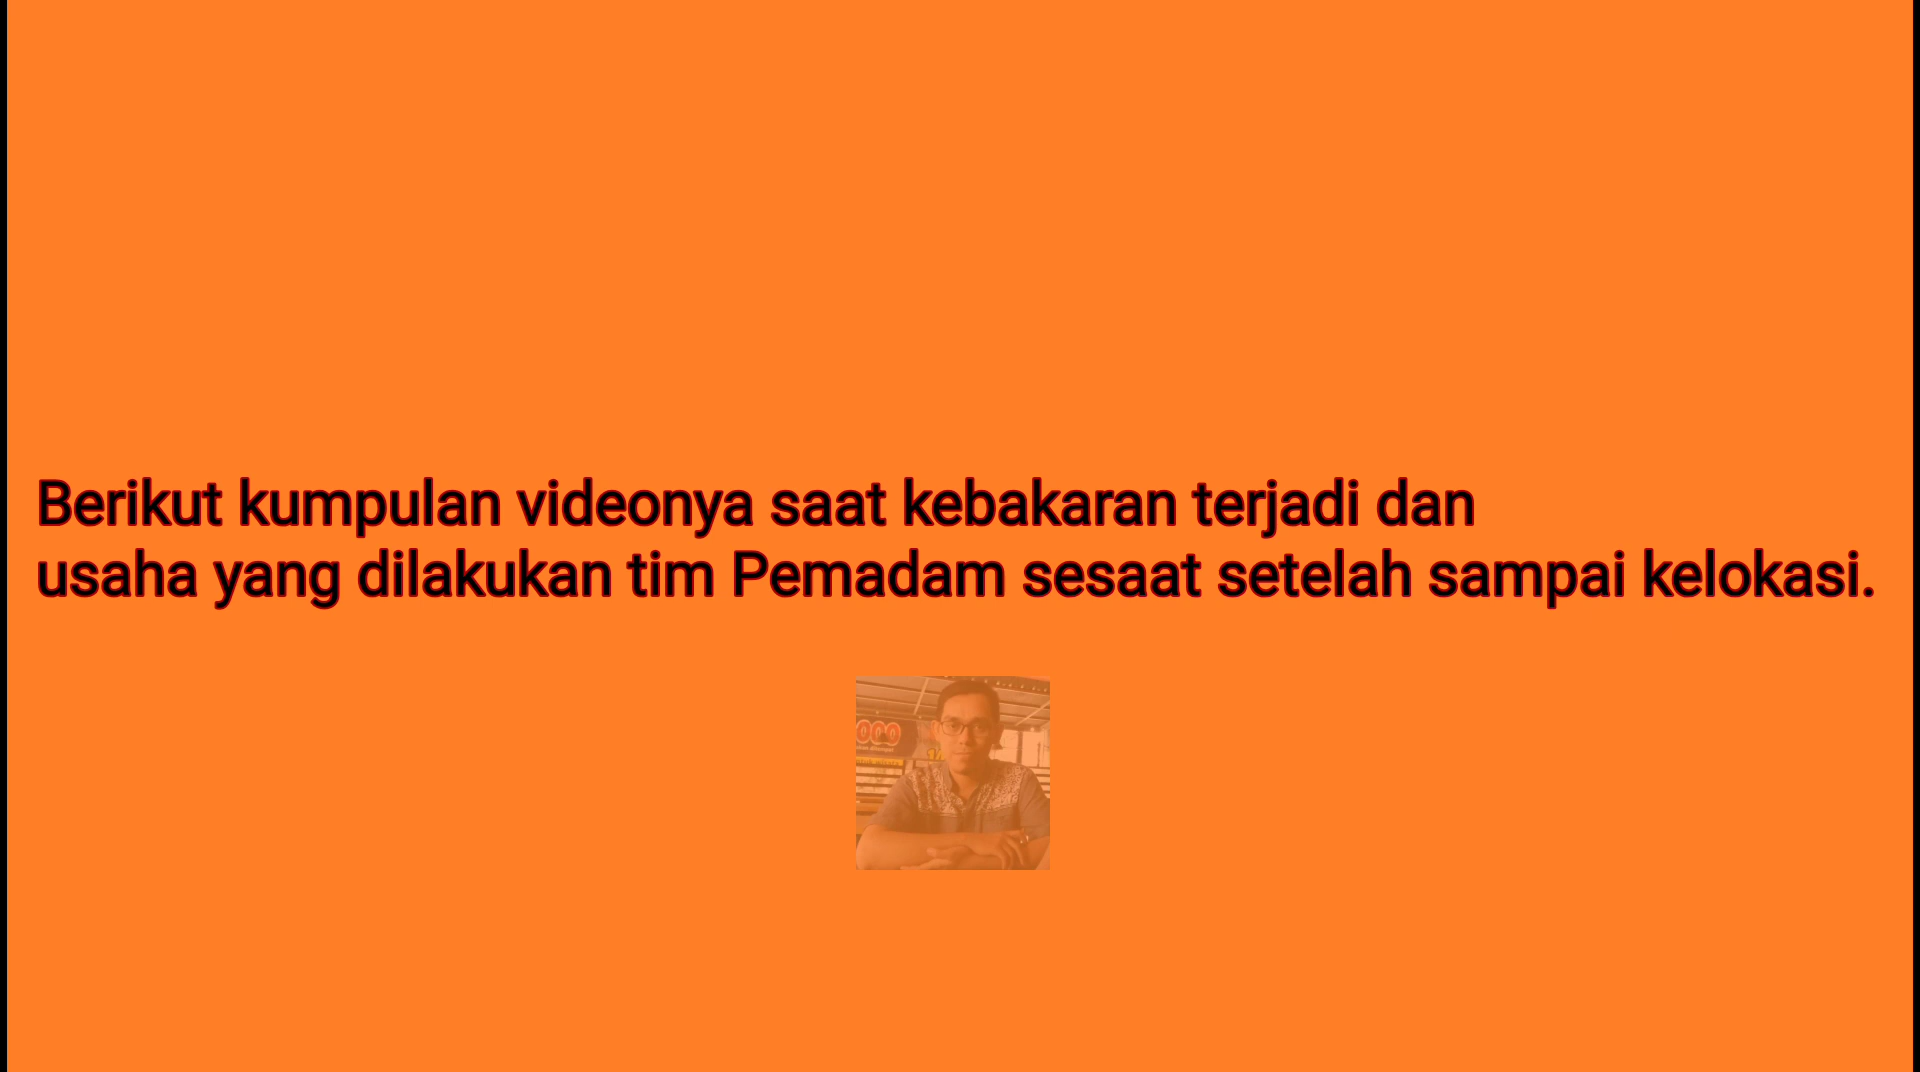 Berikut kumpulan videonya saat kebakaran terjadi dan
usaha yang dilakukan tim Pemadam sesaat setelah sampai kelokasi.